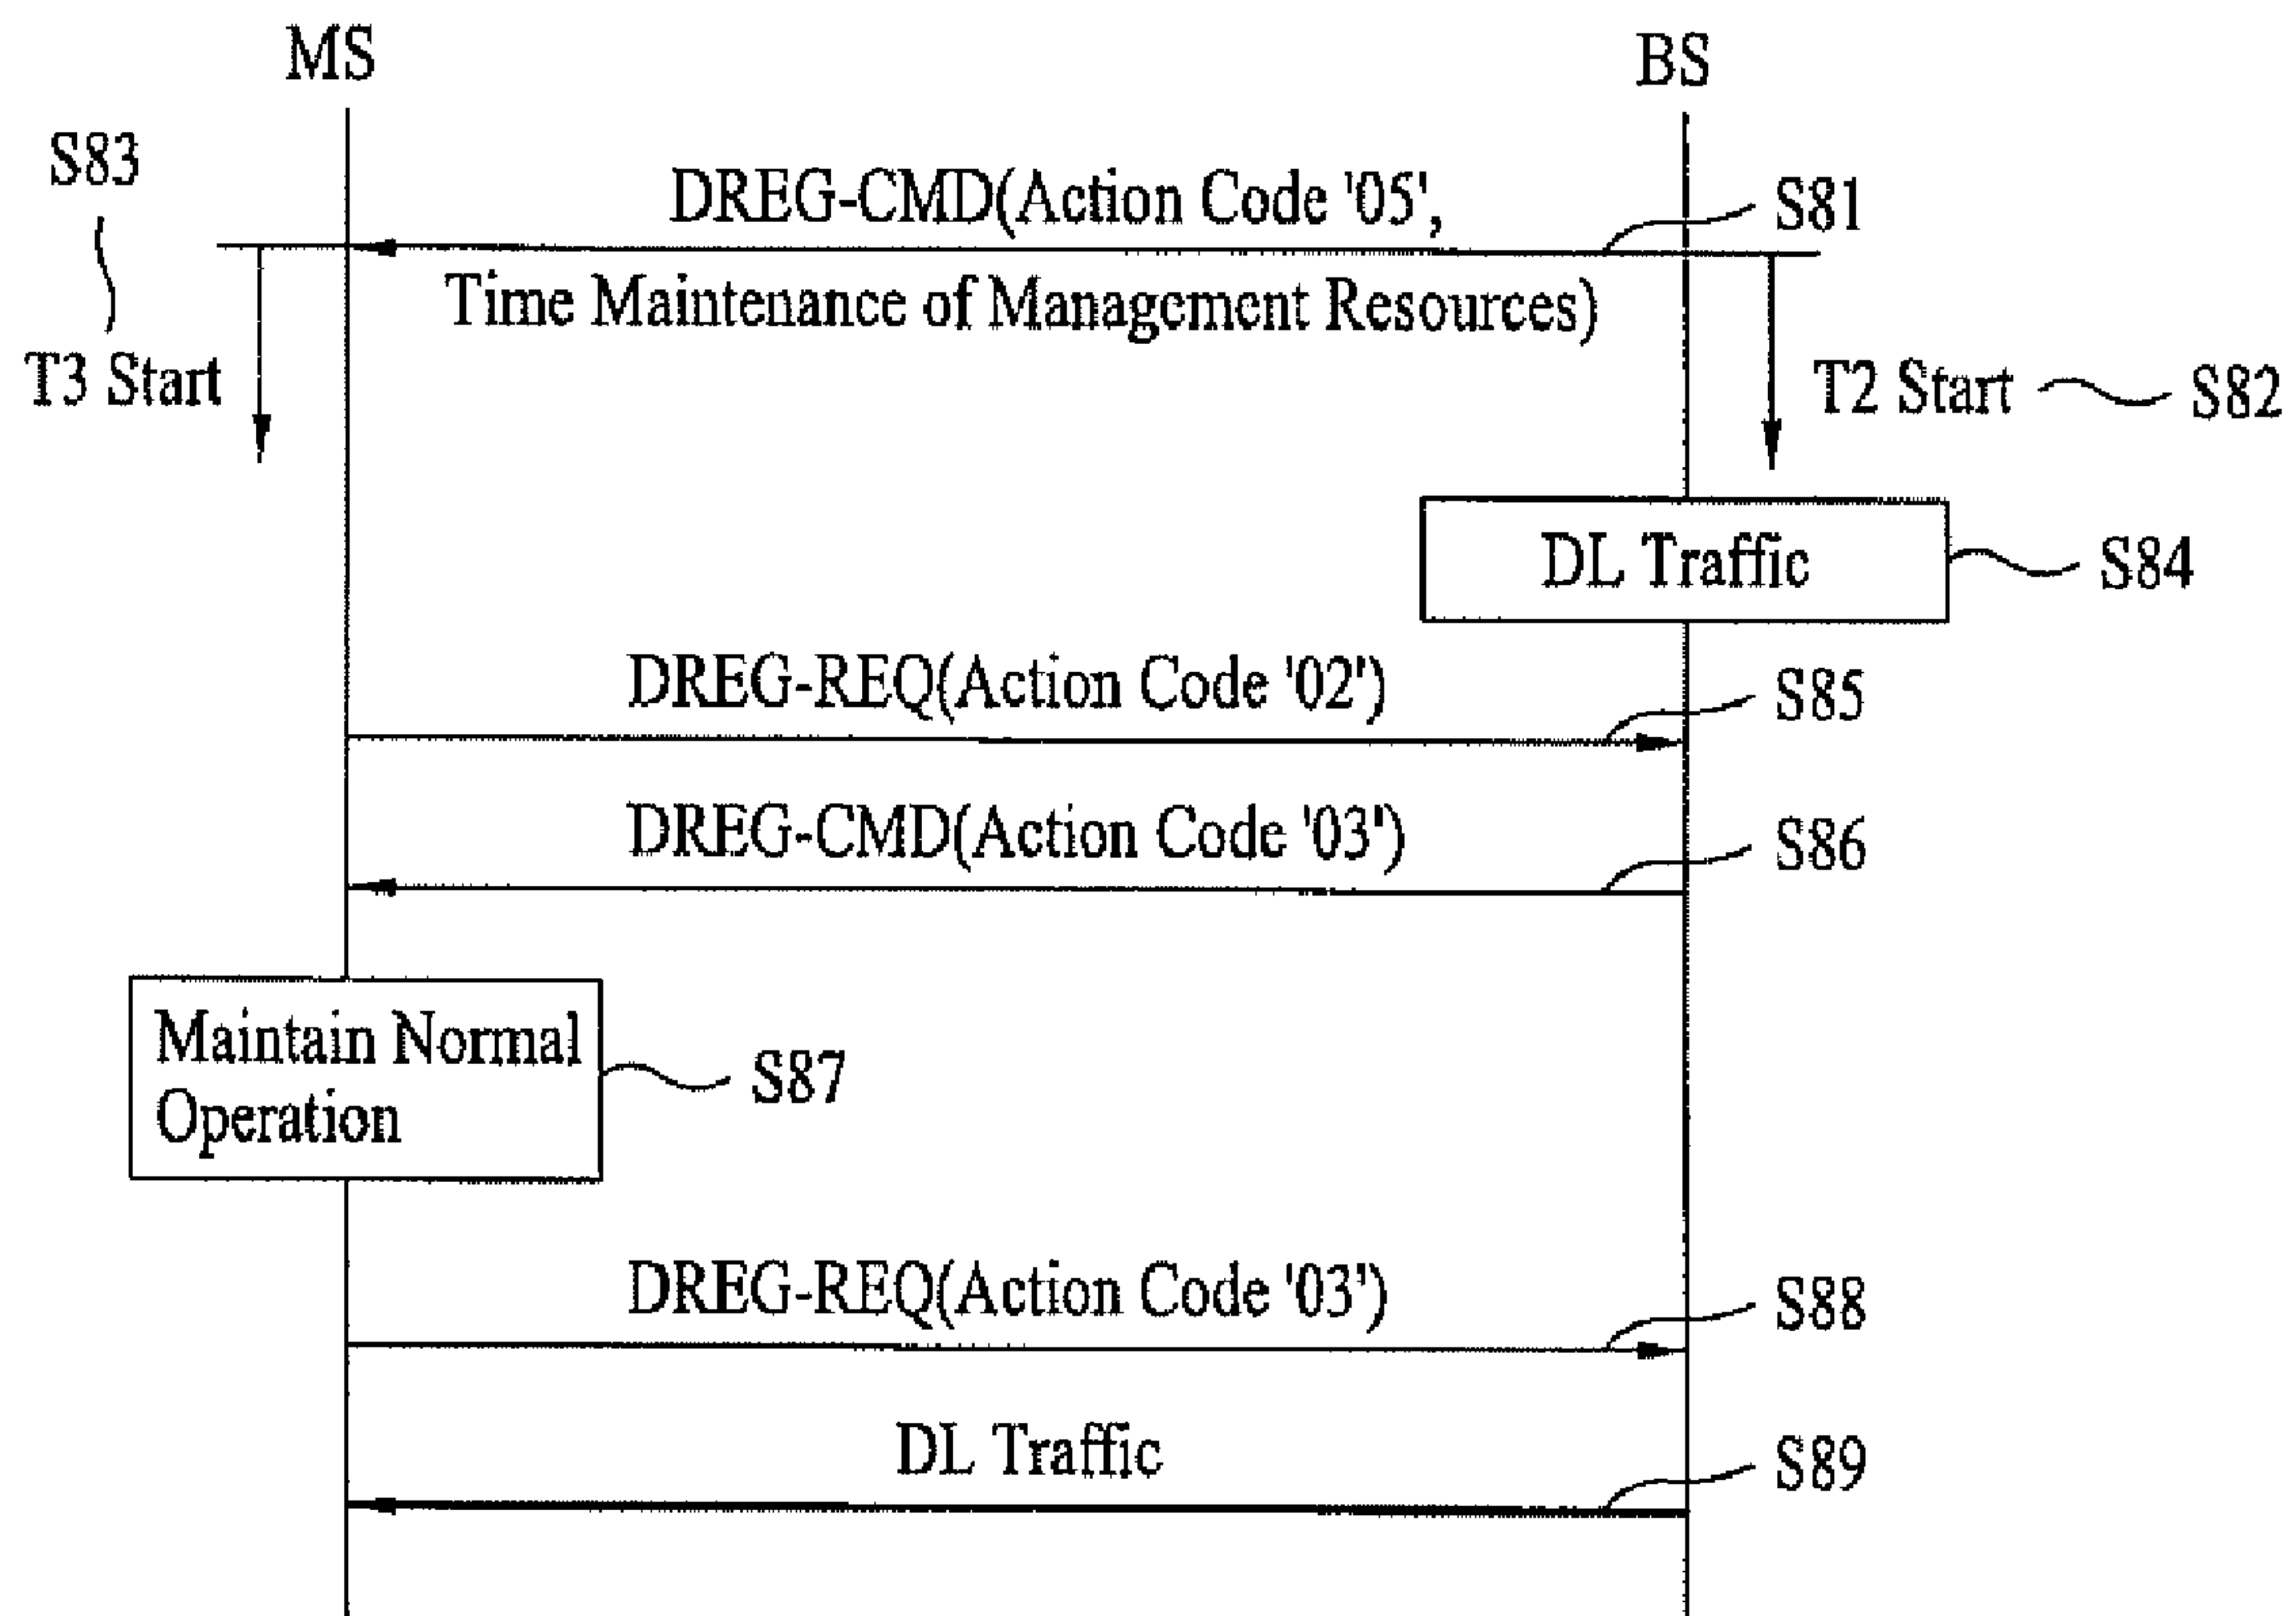 MS
BS
S83
DREG-CMD(Action Code '05',
S81
Time Maintenance of Management Resources)
T3 Start
T2 Start
S82
DL Traffic
S84
DREG-REQ(Action Code '02')
S85
DREG-CMD(Action Code '03')
S86
Maintain Normal
Operation
S87
DREG-REQ(Action Code '03')
S88
DL Traffic
S89